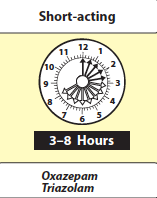 Short-acting
12
11 1
10 2
9 3
8 4
7 5
6
3–8 Hours
Oxazepam
Triazolam